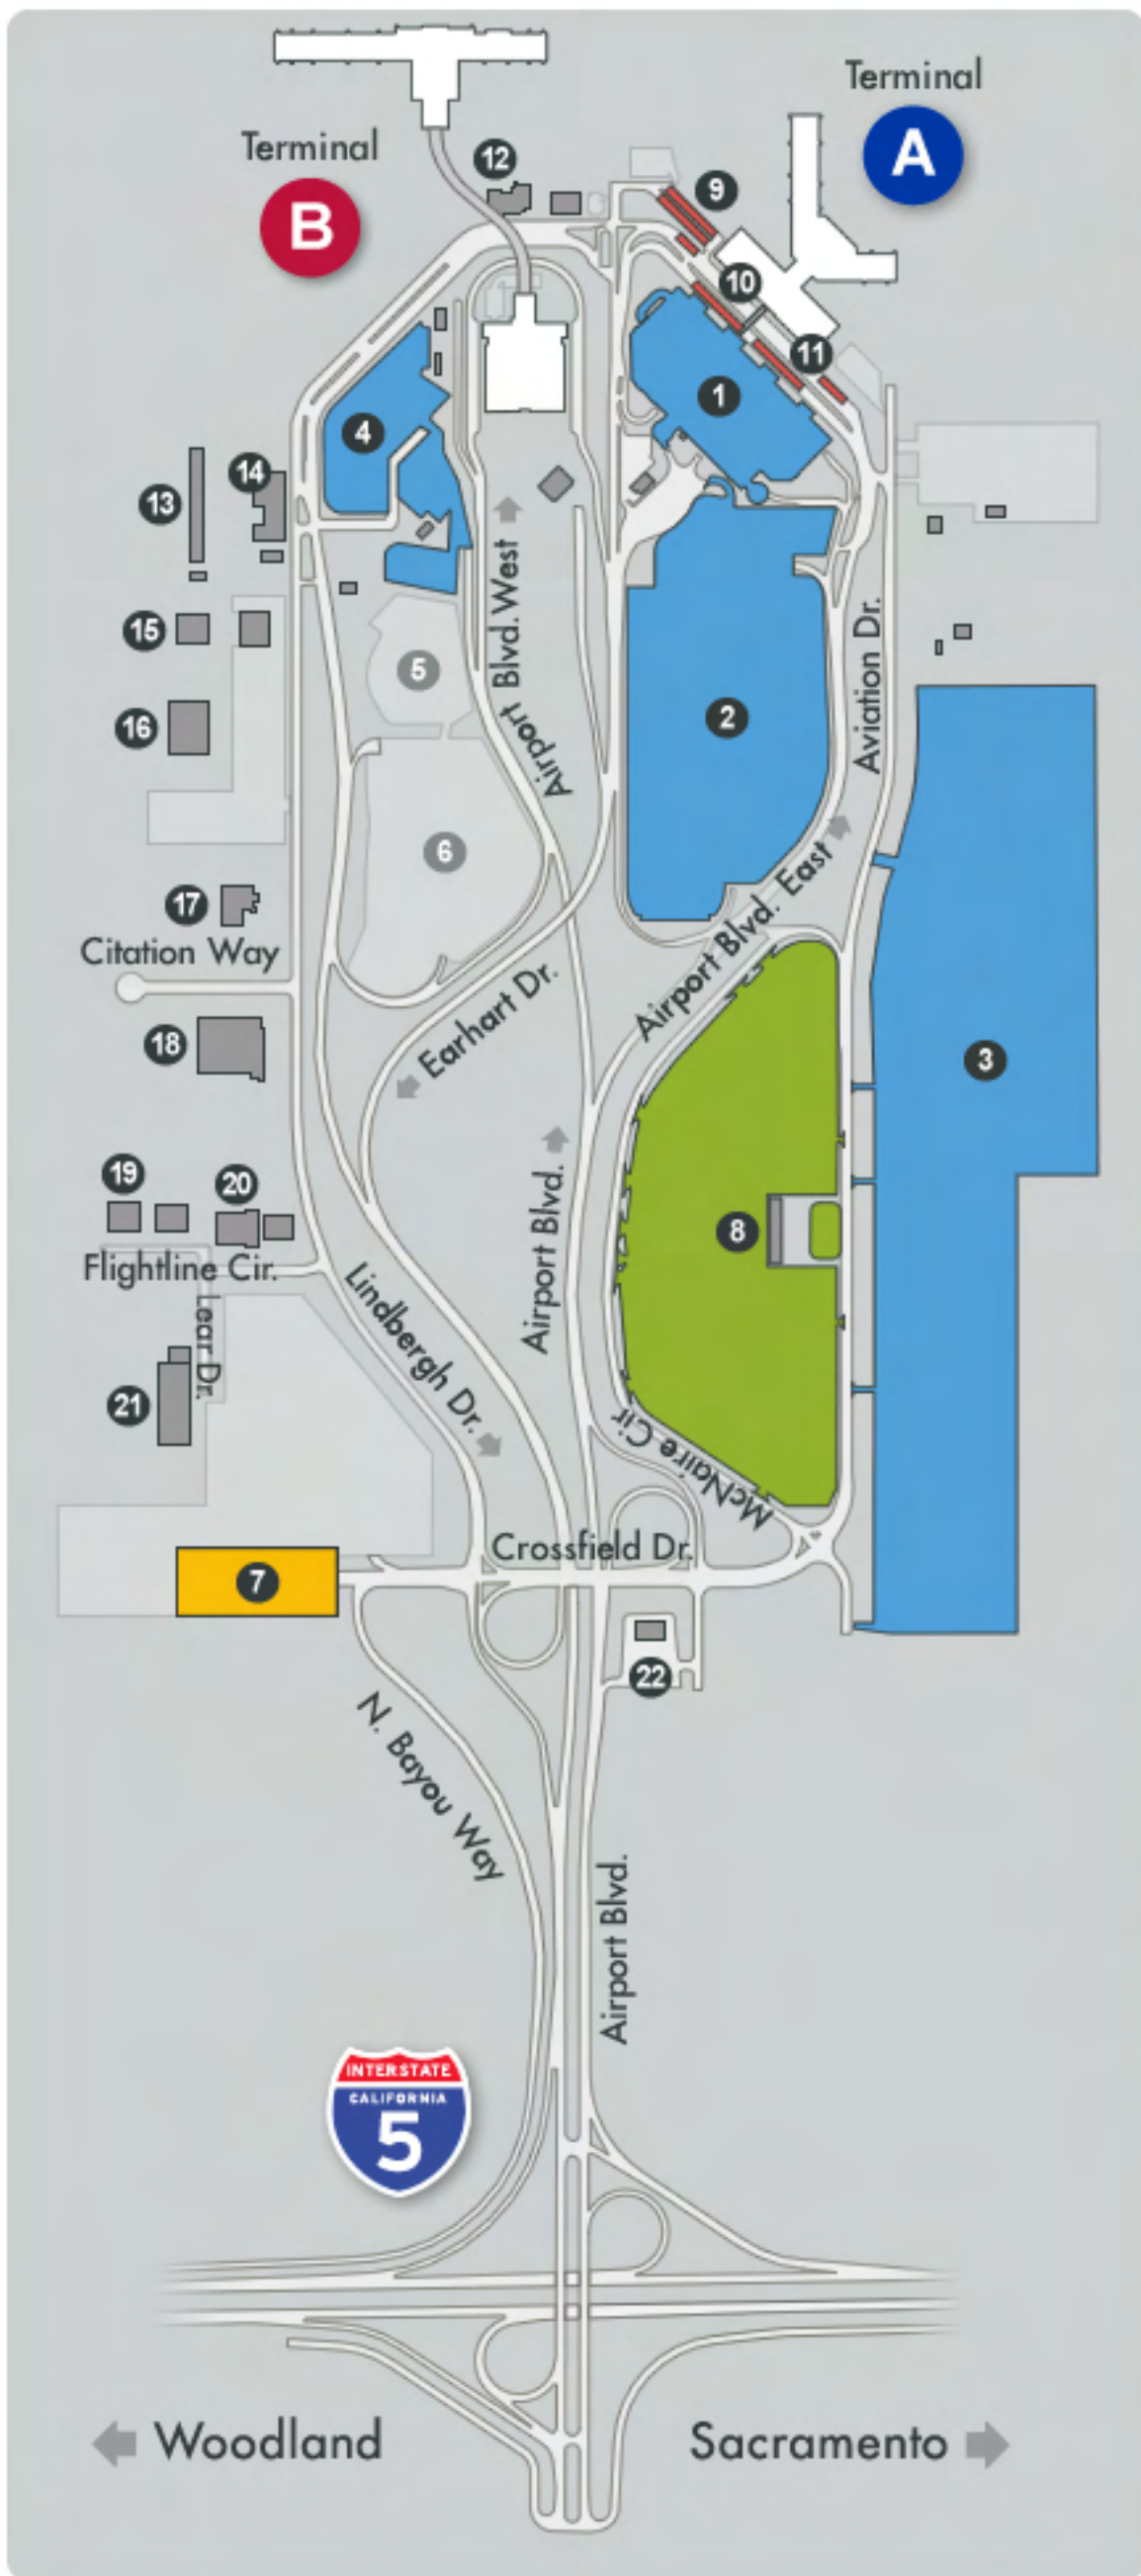 Terminal
A
Terminal
B
12
9
10
11
1
4
14
13
15
5
16
2
Airport Blvd. West
Aviation Dr.
6
17
Citation Way
Airport Blvd. East
Earhart Dr.
18
3
19
20
8
Flightline Cir.
Airport Blvd.
Lindbergh Dr.
Lear Dr.
21
McNaire Cir
Crossfield Dr.
7
22
N. Bayou Way
Airport Blvd.
INTERSTATE
CALIFORNIA
5
Woodland
Sacramento